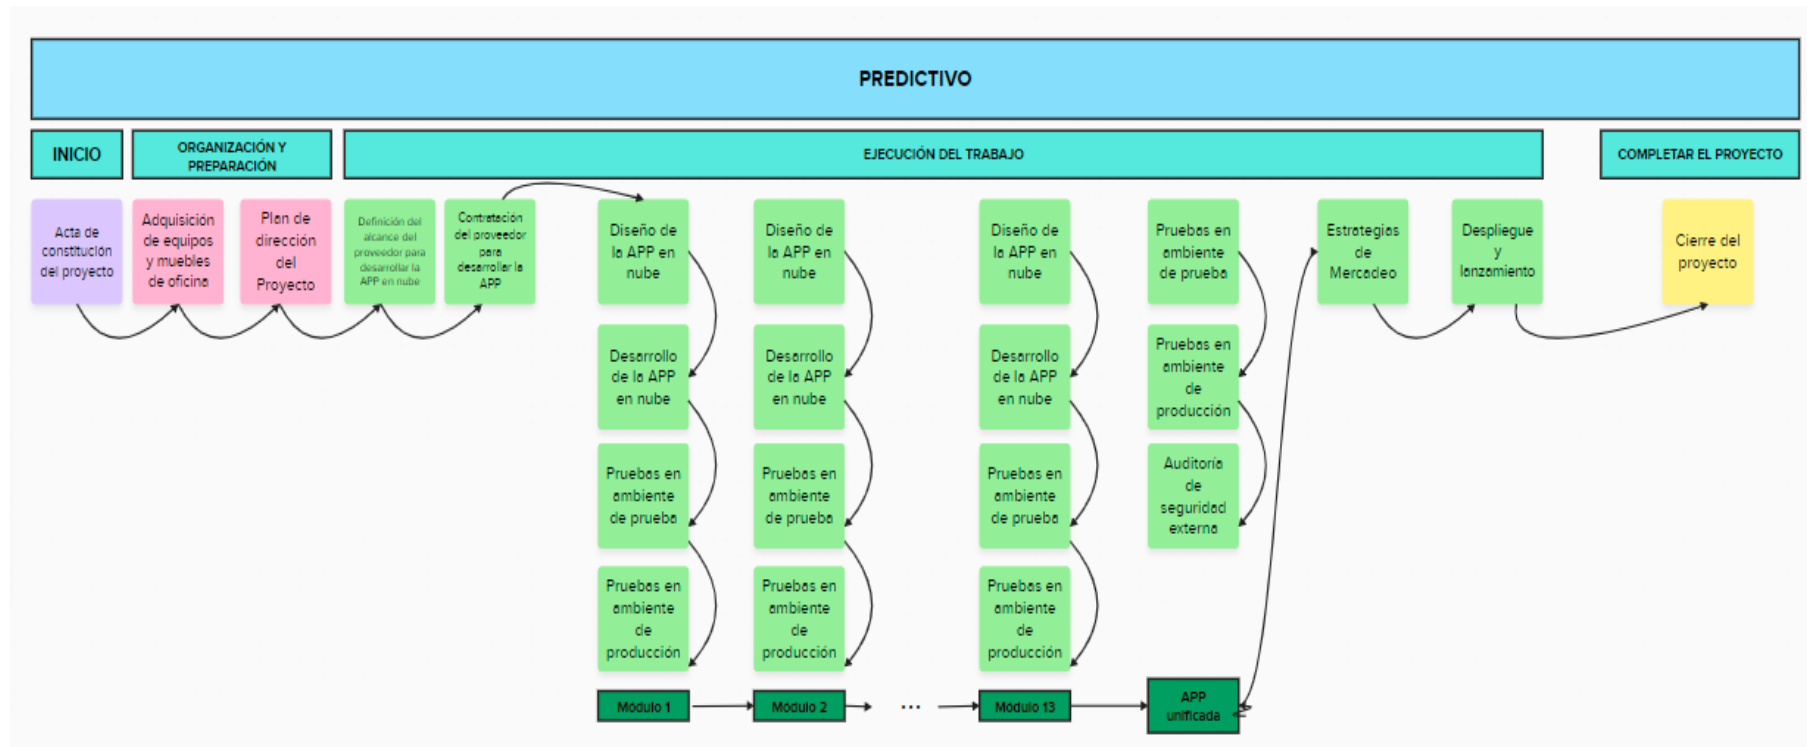 PREDICTIVO
INICIO
ORGANIZACIÓN Y
PREPARACIÓN
EJECUCIÓN DEL TRABAJO
COMPLETAR EL PROYECTO
Acta de
constitución
del proyecto
Adquisición
de equipos
y muebles
de oficina
Plan de
dirección
del
Proyecto
Definición del
alcance del
proveedor para
desarrollar la
APP en nube
Contratación
del proveedor
para
desarrollar la
APP
Diseño de
la APP en
nube
Desarrollo
de la APP
en nube
Pruebas en
ambiente
de prueba
Pruebas en
ambiente
de
producción
Módulo 1
Diseño de
la APP en
nube
Desarrollo
de la APP
en nube
Pruebas en
ambiente
de prueba
Pruebas en
ambiente
de
producción
Módulo 2
...
Diseño de
la APP en
nube
Desarrollo
de la APP
en nube
Pruebas en
ambiente
de prueba
Pruebas en
ambiente
de
producción
Módulo 13
Pruebas en
ambiente
de prueba
Pruebas en
ambiente
de
producción
Auditoría
de
seguridad
externa
APP
unificada
Estrategias
de
Mercadeo
Despliegue
y
lanzamiento
Cierre del
proyecto